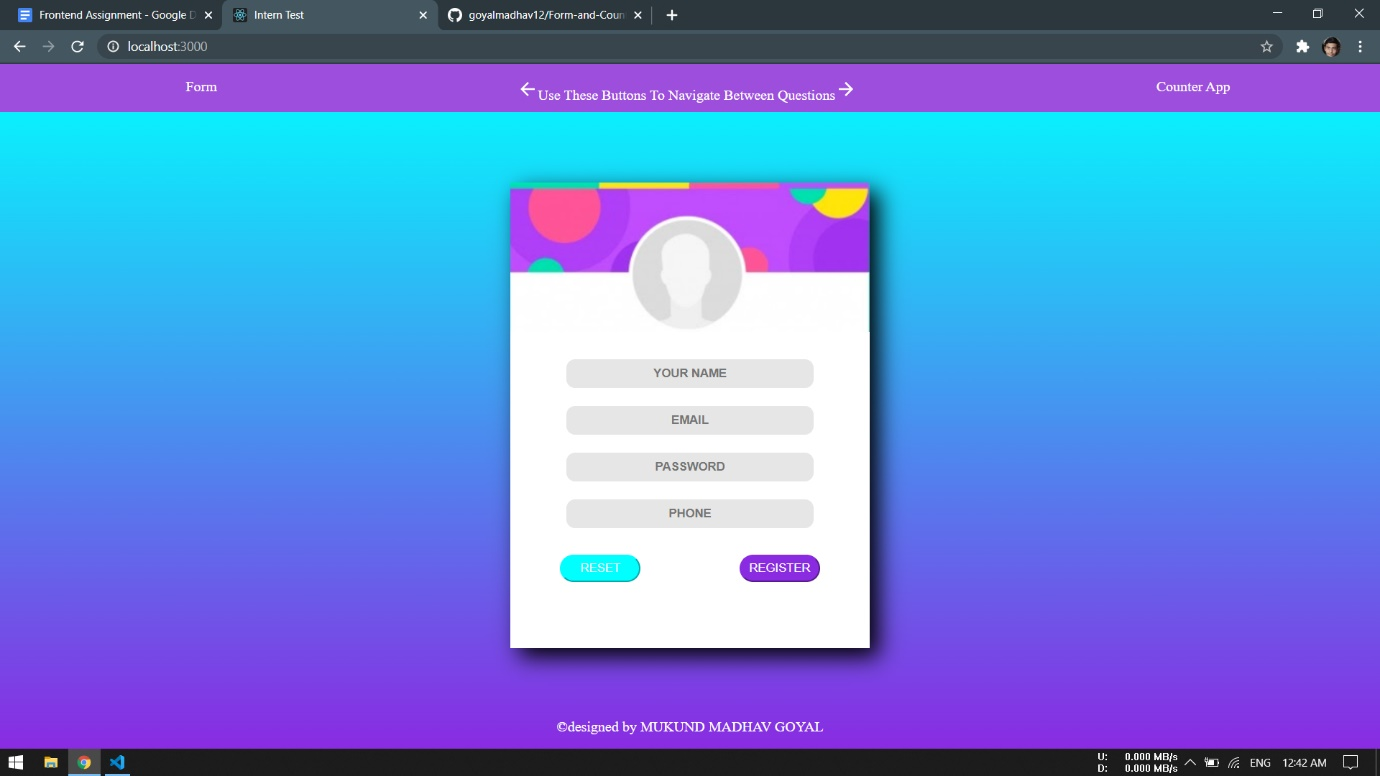 Frontend Assignment - Google D
Intern Test
goyalmadhav12/Form-and-Coun
localhost:3000
Form
Use These Buttons To Navigate Between Questions
Counter App
YOUR NAME
EMAIL
PASSWORD
PHONE
RESET
REGISTER
©designed by MUKUND MADHAV GOYAL
U: 0.000 MB/s
D: 0.000 MB/s
ENG
12:42 AM